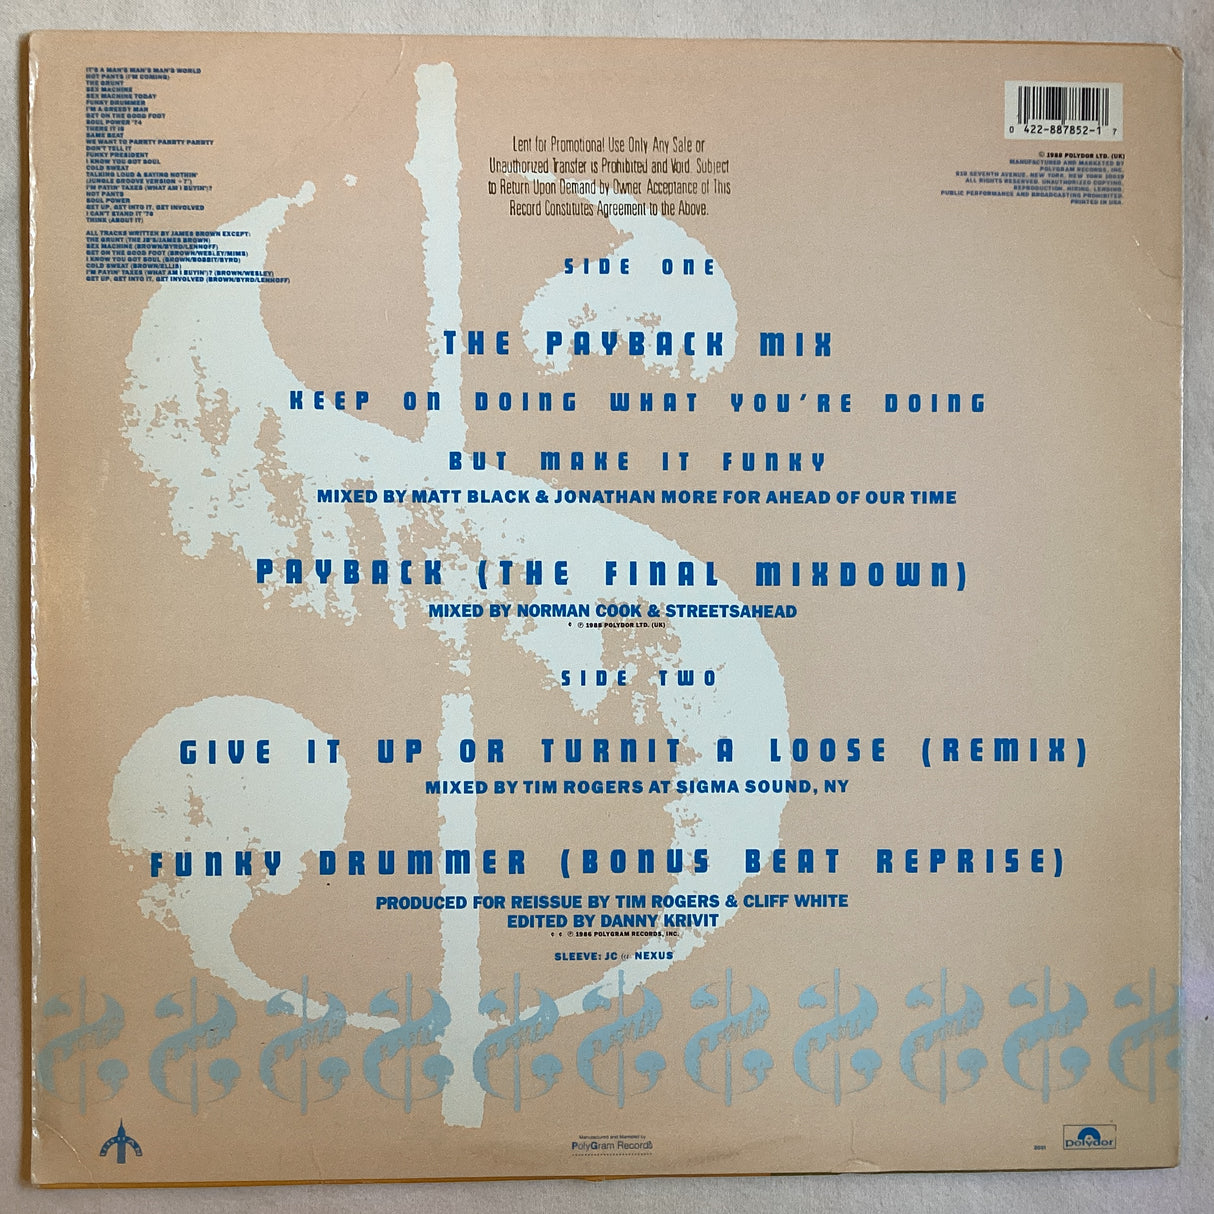 IT'S A MAN'S MAN'S MAN'S WORLD
HOT PANTS (I'M COMING)
THE GRUNT
SEX MACHINE
SEX MACHINE TODAY
FUNKY DRUMMER
I'M A GREEDY MAN
GET ON THE GOOD FOOT
SOUL POWER '74
THERE IT IS
SAME BEAT
WE WANT TO PARRTY PARRTY PARRTY
DON'T TELL IT
FUNKY PRESIDENT
I KNOW YOU GOT SOUL
COLD SWEAT
TALKING LOUD & SAYING NOTHIN'
(JUNGLE GROOVE VERSION +7")
I'M PAYIN' TAXES (WHAT AM I BUYIN'?)
HOT PANTS
SOUL POWER
GET UP, GET INTO IT, GET INVOLVED
I CAN'T STAND IT '76
THINK (ABOUT IT)
ALL TRACKS WRITTEN BY JAMES BROWN EXCEPT:
THE GRUNT (THE JB'S/JAMES BROWN)
SEX MACHINE (BROWN/BYRD/LENHOFF)
GET ON THE GOOD FOOT (BROWN/WESLEY/MIMS)
I KNOW YOU GOT SOUL (BROWN/BOBBIT/BYRD)
COLD SWEAT (BROWN/ELLIS)
I'M PAYIN' TAXES (WHAT AM I BUYIN')? (BROWN/WESLEY)
GET UP, GET INTO IT, GET INVOLVED (BROWN/BYRD/LENHOFF)
Lent for Promotional Use Only Any Sale or
Unauthorized Transfer is Prohibited and Void. Subject
to Return Upon Demand by Owner Acceptance of This
Record Constitutes Agreement to the Above.
0 422-887852-1 7
© 1988 POLYDOR LTD. (UK)
MANUFACTURED AND MARKETED BY
POLYGRAM RECORDS, INC.
810 SEVENTH AVENUE, NEW YORK, NEW YORK 10019
ALL RIGHTS RESERVED. UNAUTHORIZED COPYING,
REPRODUCTION, HIRING, LENDING,
PUBLIC PERFORMANCE AND BROADCASTING PROHIBITED.
PRINTED IN USA.
SIDE ONE
THE PAYBACK MIX
KEEP ON DOING WHAT YOU'RE DOING
BUT MAKE IT FUNKY
MIXED BY MATT BLACK & JONATHAN MORE FOR AHEAD OF OUR TIME
PAYBACK (THE FINAL MIXDOWN)
MIXED BY NORMAN COOK & STREETSAHEAD
© ℗ 1988 POLYDOR LTD. (UK)
SIDE TWO
GIVE IT UP OR TURNIT A LOOSE (REMIX)
MIXED BY TIM ROGERS AT SIGMA SOUND, NY
FUNKY DRUMMER (BONUS BEAT REPRISE)
PRODUCED FOR REISSUE BY TIM ROGERS & CLIFF WHITE
EDITED BY DANNY KRIVIT
℗ 1986 POLYGRAM RECORDS, INC.
SLEEVE: JC @ NEXUS
URBAN
Manufactured and Marketed by
PolyGram Records
Polydor